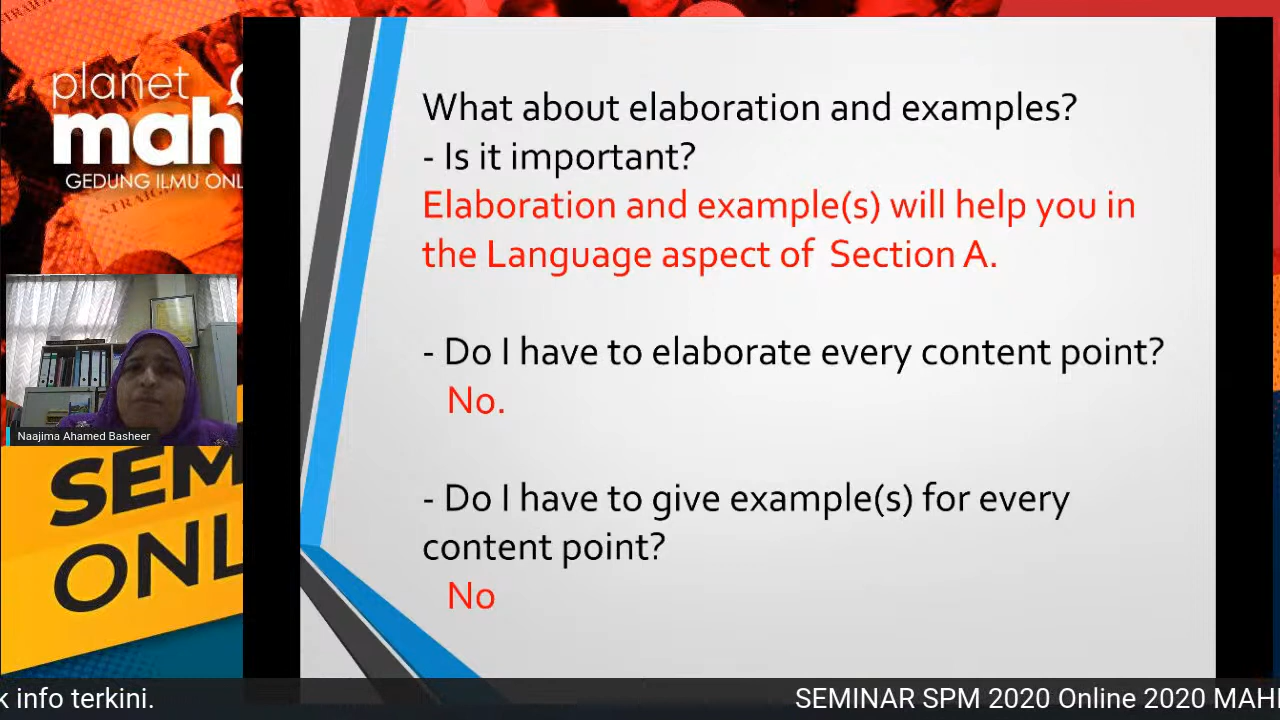 planet
mah
GEDUNG ILMU ONL
What about elaboration and examples?
- Is it important?
Elaboration and example(s) will help you in
the Language aspect of Section A.
- Do I have to elaborate every content point?
No.
- Do I have to give example(s) for every
content point?
No
Naajima Ahamed Basheer
SEM
ONL
k info terkini.
SEMINAR SPM 2020 Online 2020 MAH